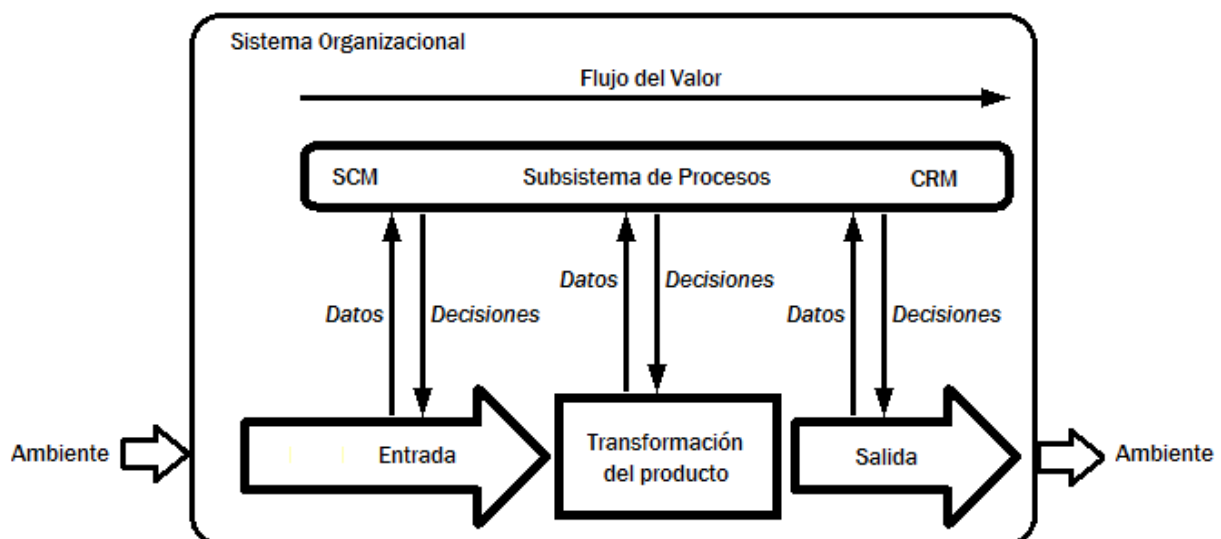 Sistema Organizacional
Flujo del Valor
SCM Subsistema de Procesos CRM
Datos Decisiones Datos Decisiones Datos Decisiones
Ambiente Entrada Transformación
del producto Salida Ambiente